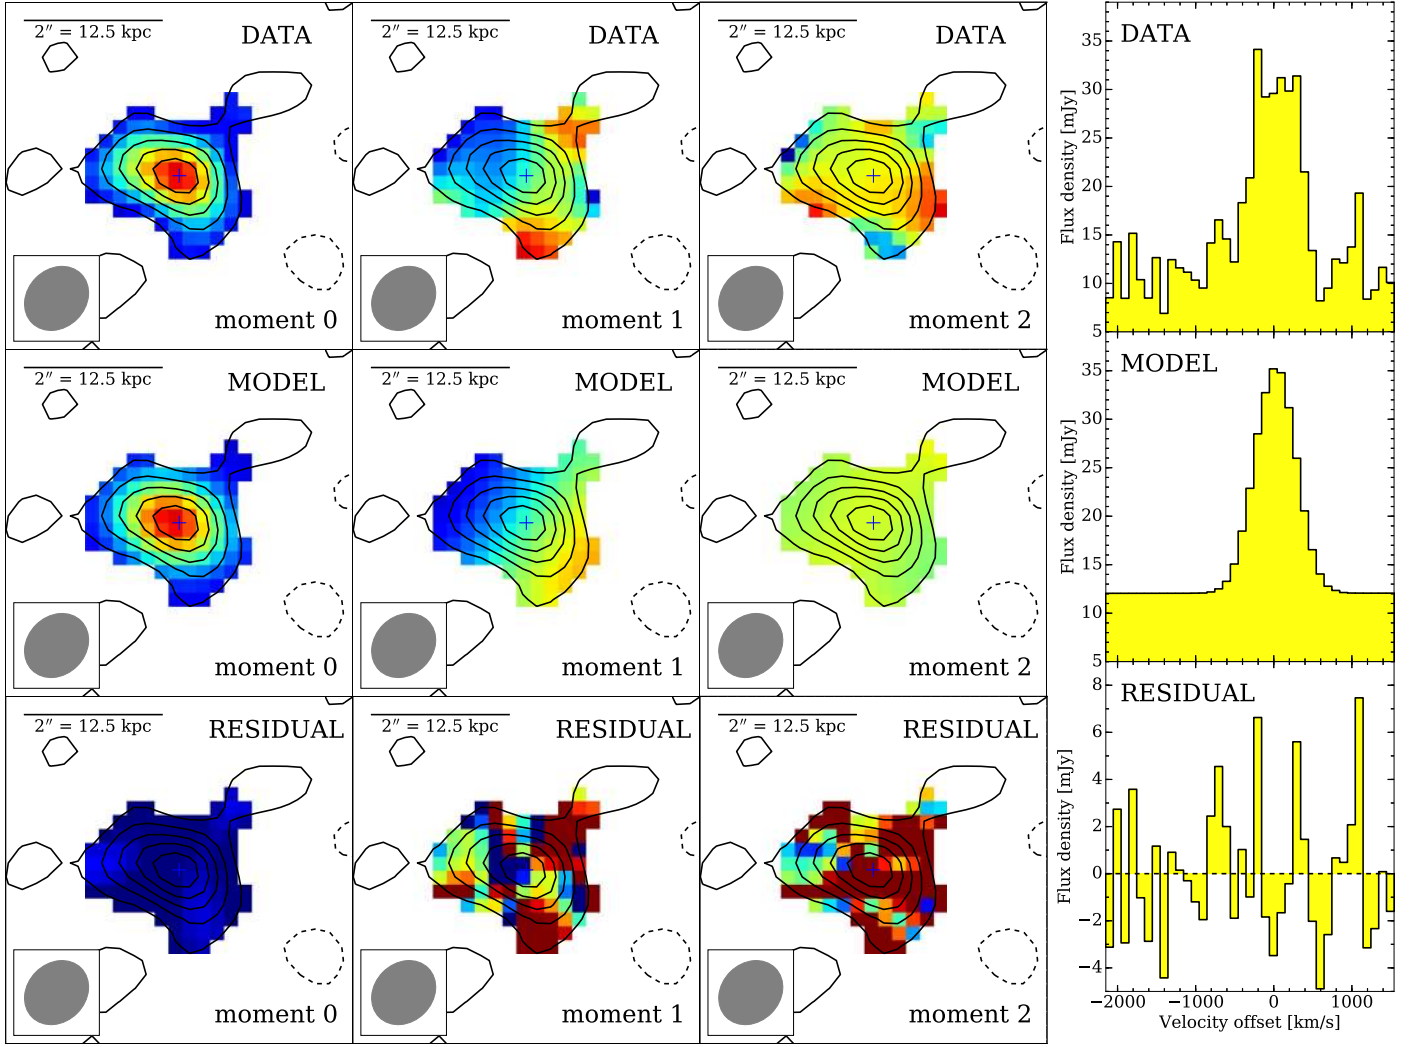 2″ = 12.5 kpc
DATA
moment 0
2″ = 12.5 kpc
DATA
moment 1
2″ = 12.5 kpc
DATA
moment 2
DATA
Flux density [mJy]
35
30
25
20
15
10
5
2″ = 12.5 kpc
MODEL
moment 0
2″ = 12.5 kpc
MODEL
moment 1
2″ = 12.5 kpc
MODEL
moment 2
MODEL
Flux density [mJy]
35
30
25
20
15
10
5
2″ = 12.5 kpc
RESIDUAL
moment 0
2″ = 12.5 kpc
RESIDUAL
moment 1
2″ = 12.5 kpc
RESIDUAL
moment 2
RESIDUAL
Flux density [mJy]
8
6
4
2
0
−2
−4
−2000 −1000 0 1000
Velocity offset [km/s]